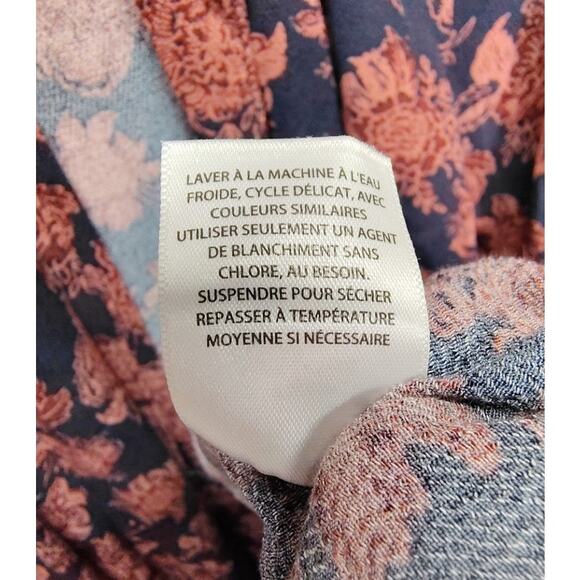 LAVER À LA MACHINE À L'EAU
FROIDE, CYCLE DÉLICAT, AVEC
COULEURS SIMILAIRES
UTILISER SEULEMENT UN AGENT
DE BLANCHIMENT SANS
CHLORE, AU BESOIN.
SUSPENDRE POUR SÉCHER
REPASSER À TEMPÉRATURE
MOYENNE SI NÉCESSAIRE